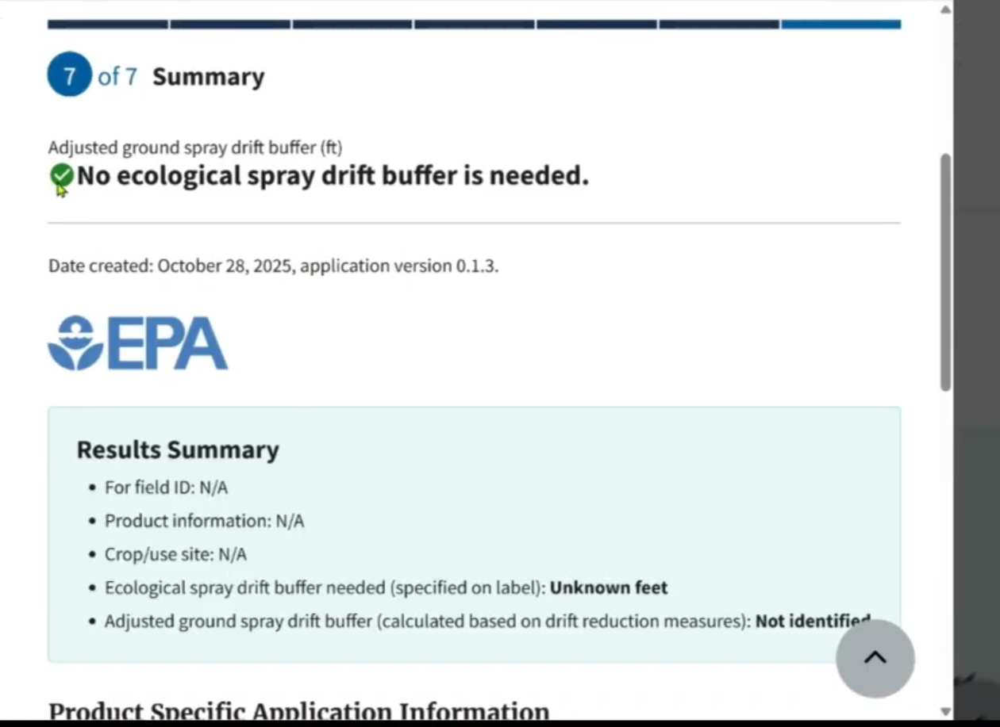 7 of 7 Summary
Adjusted ground spray drift buffer (ft)
No ecological spray drift buffer is needed.
Date created: October 28, 2025, application version 0.1.3.
EPA
Results Summary
• For field ID: N/A
• Product information: N/A
• Crop/use site: N/A
• Ecological spray drift buffer needed (specified on label): Unknown feet
• Adjusted ground spray drift buffer (calculated based on drift reduction measures): Not identified
Product Specific Application Information